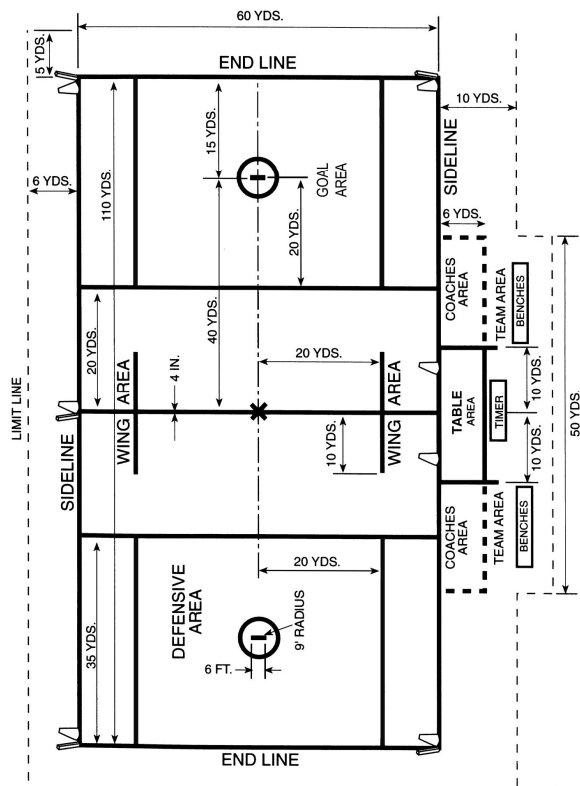 60 YDS.
5 YDS.
END LINE
10 YDS.
15 YDS.
SIDELINE
6 YDS.
GOAL
AREA
110 YDS.
6 YDS.
20 YDS.
40 YDS.
COACHES
AREA
TEAM AREA
BENCHES
20 YDS.
4 IN.
20 YDS.
WING AREA
WING AREA
LIMIT LINE
10 YDS.
TABLE
AREA
TIMER
50 YDS.
SIDELINE
10 YDS.
10 YDS.
COACHES
AREA
TEAM AREA
BENCHES
20 YDS.
DEFENSIVE
AREA
35 YDS.
9' RADIUS
6 FT.
END LINE